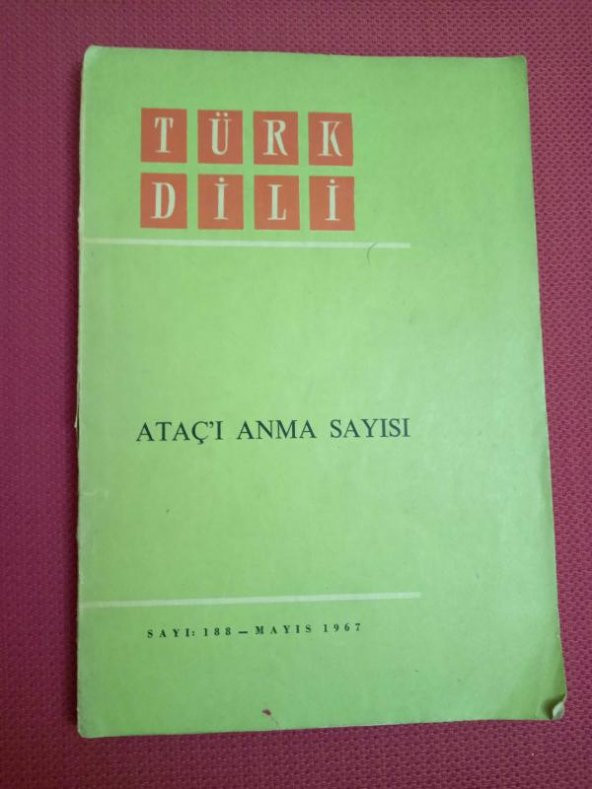 TÜRK
DİLİ
ATAÇ'I ANMA SAYISI
SAYI: 188 — MAYIS 1967